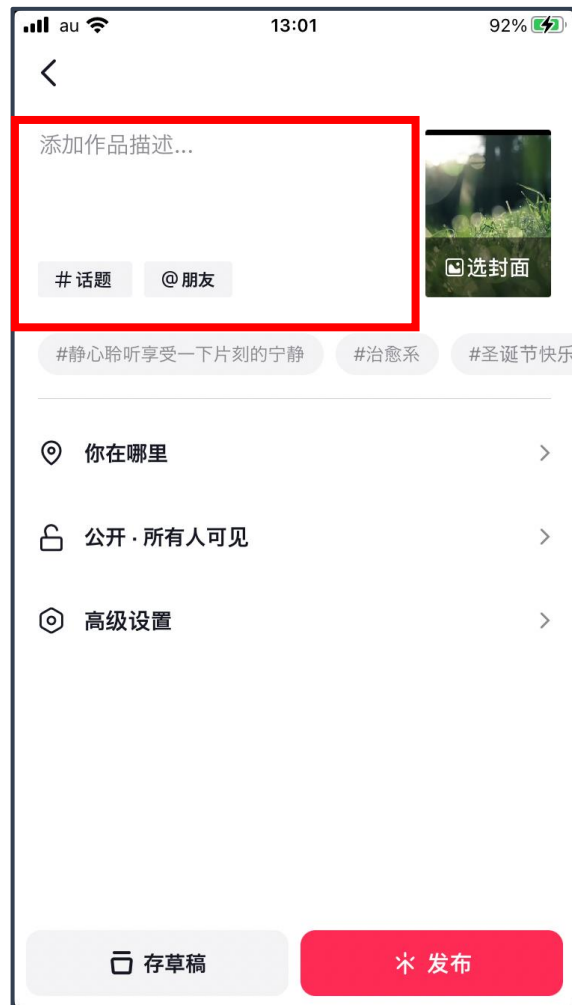 au 13:01 92%
添加作品描述...
选封面
#话题 @朋友
#静心聆听享受一下片刻的宁静 #治愈系 #圣诞节快乐
你在哪里
公开 · 所有人可见
高级设置
存草稿 发布